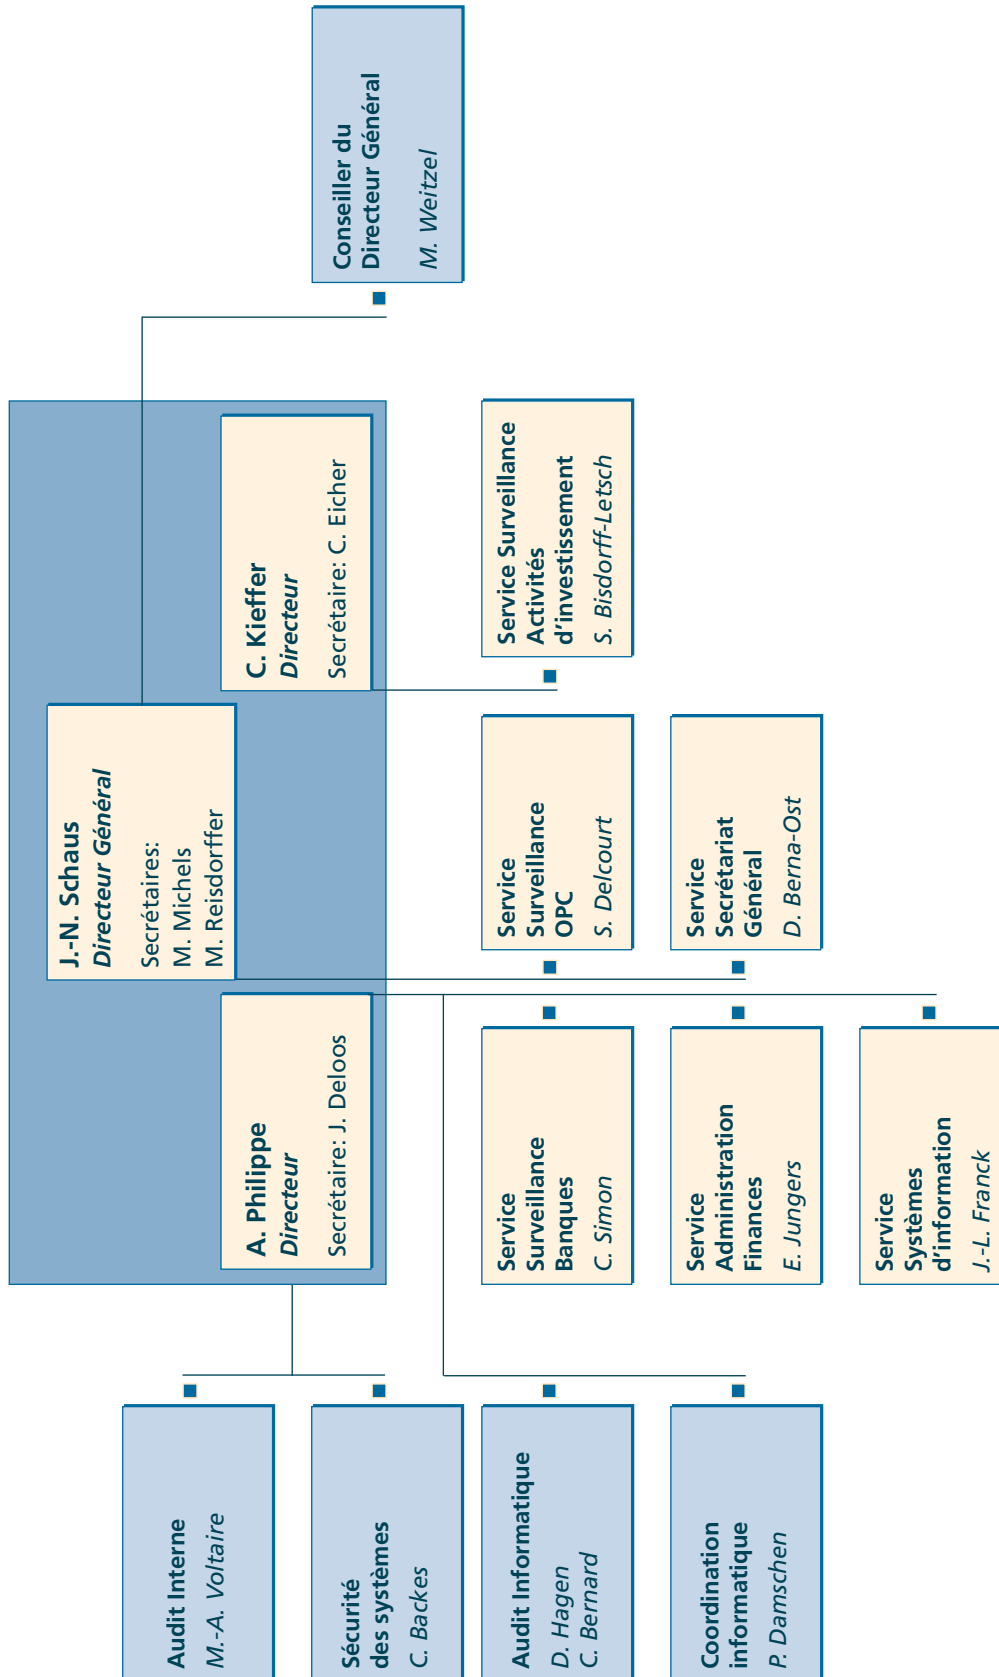 J.-N. Schaus
Directeur Général
Secrétaires:
M. Michels
M. Reisdorffer
A. Philippe
Directeur
Secrétaire: J. Deloos
C. Kieffer
Directeur
Secrétaire: C. Eicher
Conseiller du
Directeur Général
M. Weitzel
Audit Interne
M.-A. Voltaire
Sécurité
des systèmes
C. Backes
Audit Informatique
D. Hagen
C. Bernard
Coordination
informatique
P. Damschen
Service
Surveillance
Banques
C. Simon
Service
Surveillance
OPC
S. Delcourt
Service Surveillance
Activités
d'investissement
S. Bisdorff-Letsch
Service
Administration
Finances
E. Jungers
Service
Secrétariat
Général
D. Berna-Ost
Service
Systèmes
d'information
J.-L. Franck